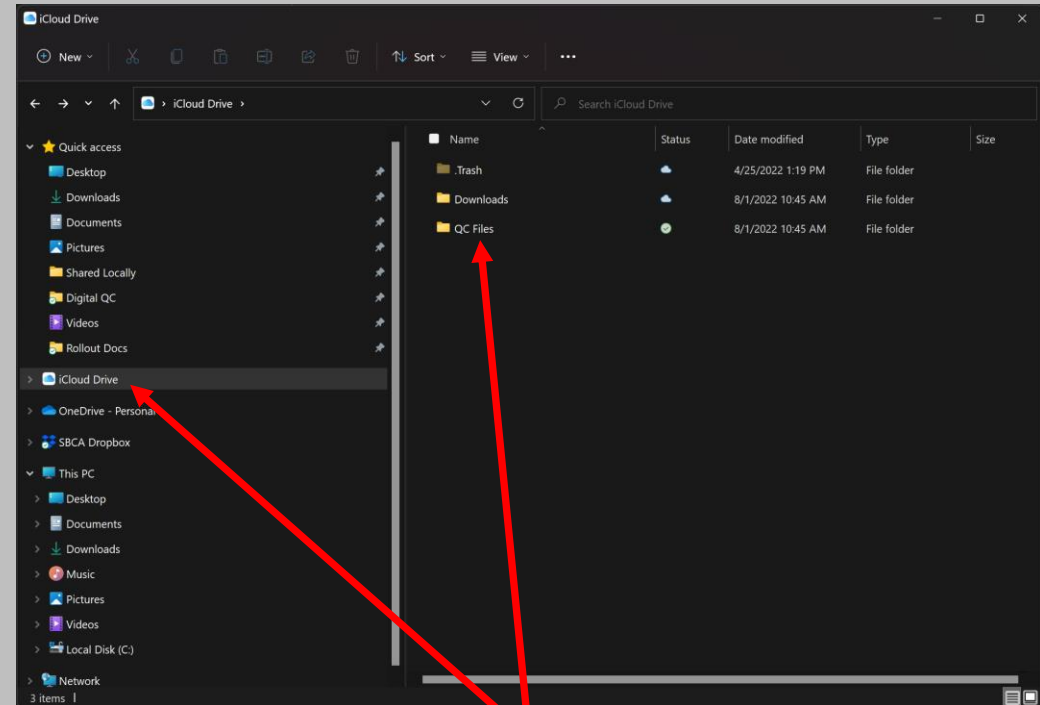 iCloud Drive
New Sort View
iCloud Drive Search iCloud Drive
Quick access
Desktop
Downloads
Documents
Pictures
Shared Locally
Digital QC
Videos
Rollout Docs
iCloud Drive
OneDrive - Personal
SBCA Dropbox
This PC
Desktop
Documents
Downloads
Music
Pictures
Videos
Local Disk (C:)
Network
3 items
Name Status Date modified Type Size
.Trash 4/25/2022 1:19 PM File folder
Downloads 8/1/2022 10:45 AM File folder
QC Files 8/1/2022 10:45 AM File folder